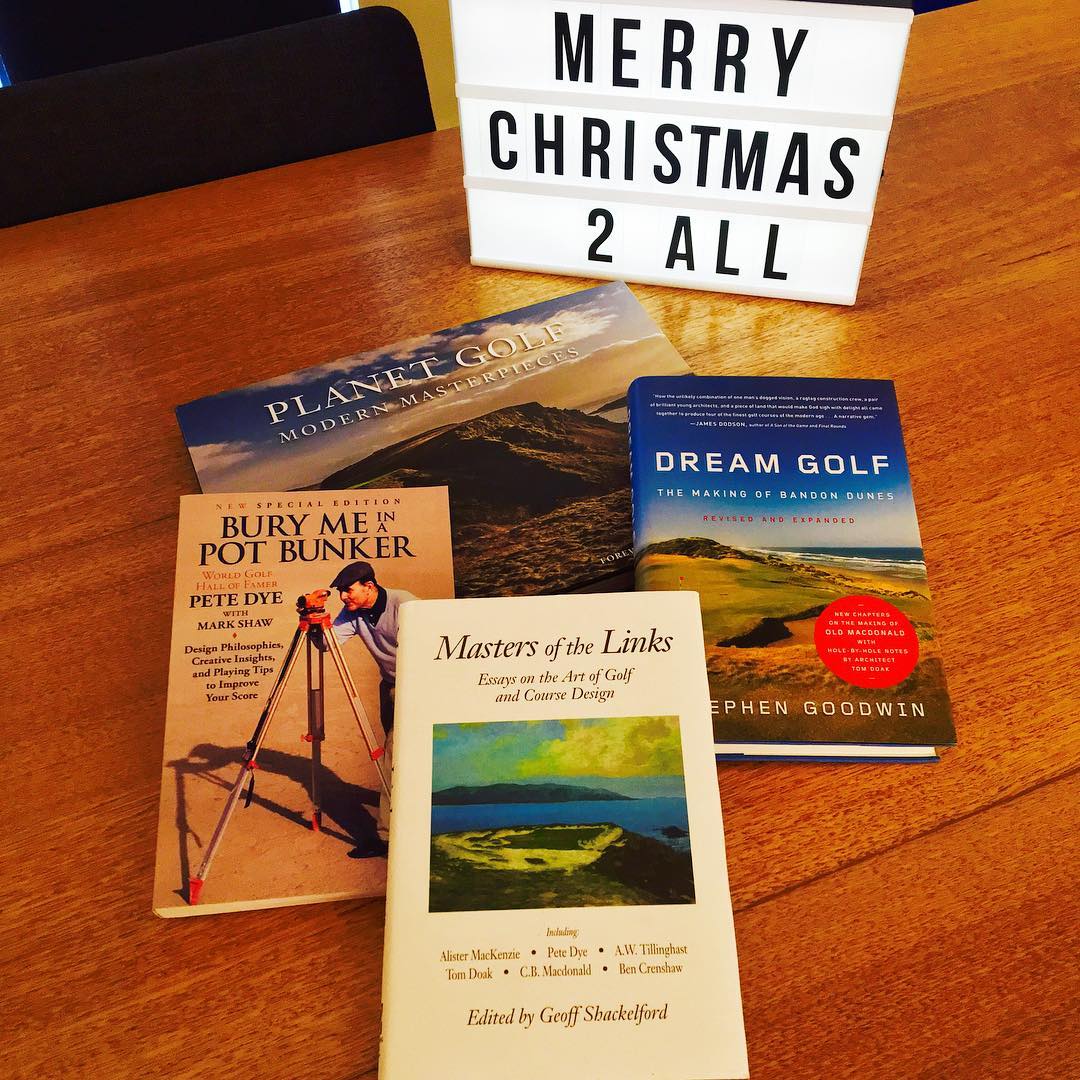 MERRY
CHRISTMAS
2 ALL
PLANET GOLF
MODERN MASTERPIECES
"How the unlikely combination of one man's dogged vision, a ragtag construction crew, a pair
of brilliant young architects, and a piece of land that would make God sigh with delight all came
together to produce four of the finest golf courses of the modern age . . . A narrative gem."
—JAMES DODSON, author of A Son of the Game and Final Rounds
DREAM GOLF
THE MAKING OF BANDON DUNES
REVISED AND EXPANDED
NEW CHAPTERS
ON THE MAKING OF
OLD MACDONALD
WITH
HOLE-BY-HOLE NOTES
BY ARCHITECT
TOM DOAK
EPHEN GOODWIN
NEW SPECIAL EDITION
BURY ME IN A
POT BUNKER
WORLD GOLF
HALL OF FAMER
PETE DYE
WITH
MARK SHAW
Design Philosophies,
Creative Insights,
and Playing Tips
to Improve
Your Score
Masters of the Links
Essays on the Art of Golf
and Course Design
Including:
Alister MacKenzie • Pete Dye • A.W. Tillinghast
Tom Doak • C.B. Macdonald • Ben Crenshaw
Edited by Geoff Shackelford